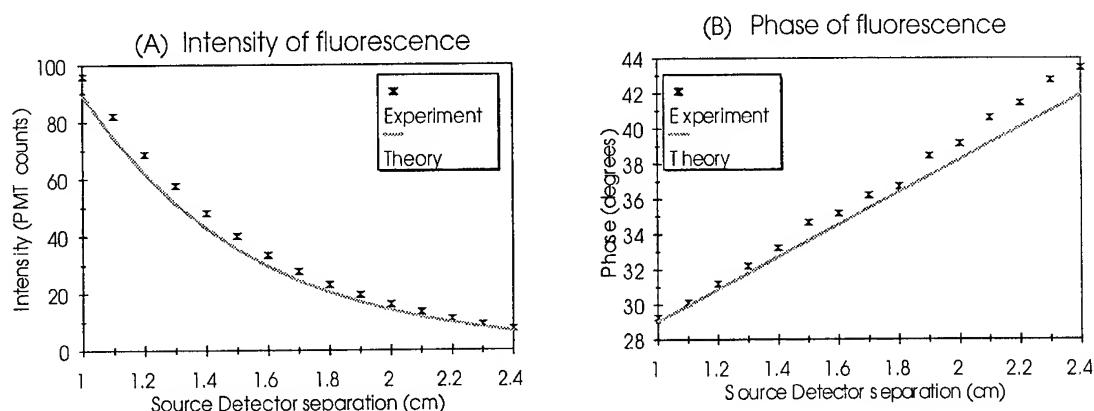 (A) Intensity of fluorescence
Intensity (PMT counts)
100
80
60
40
20
0
Experiment
Theory
1 1.2 1.4 1.6 1.8 2 2.2 2.4
Source Detector separation (cm)
(B) Phase of fluorescence
Phase (degrees)
44
42
40
38
36
34
32
30
28
Experiment
Theory
1 1.2 1.4 1.6 1.8 2 2.2 2.4
Source Detector separation (cm)